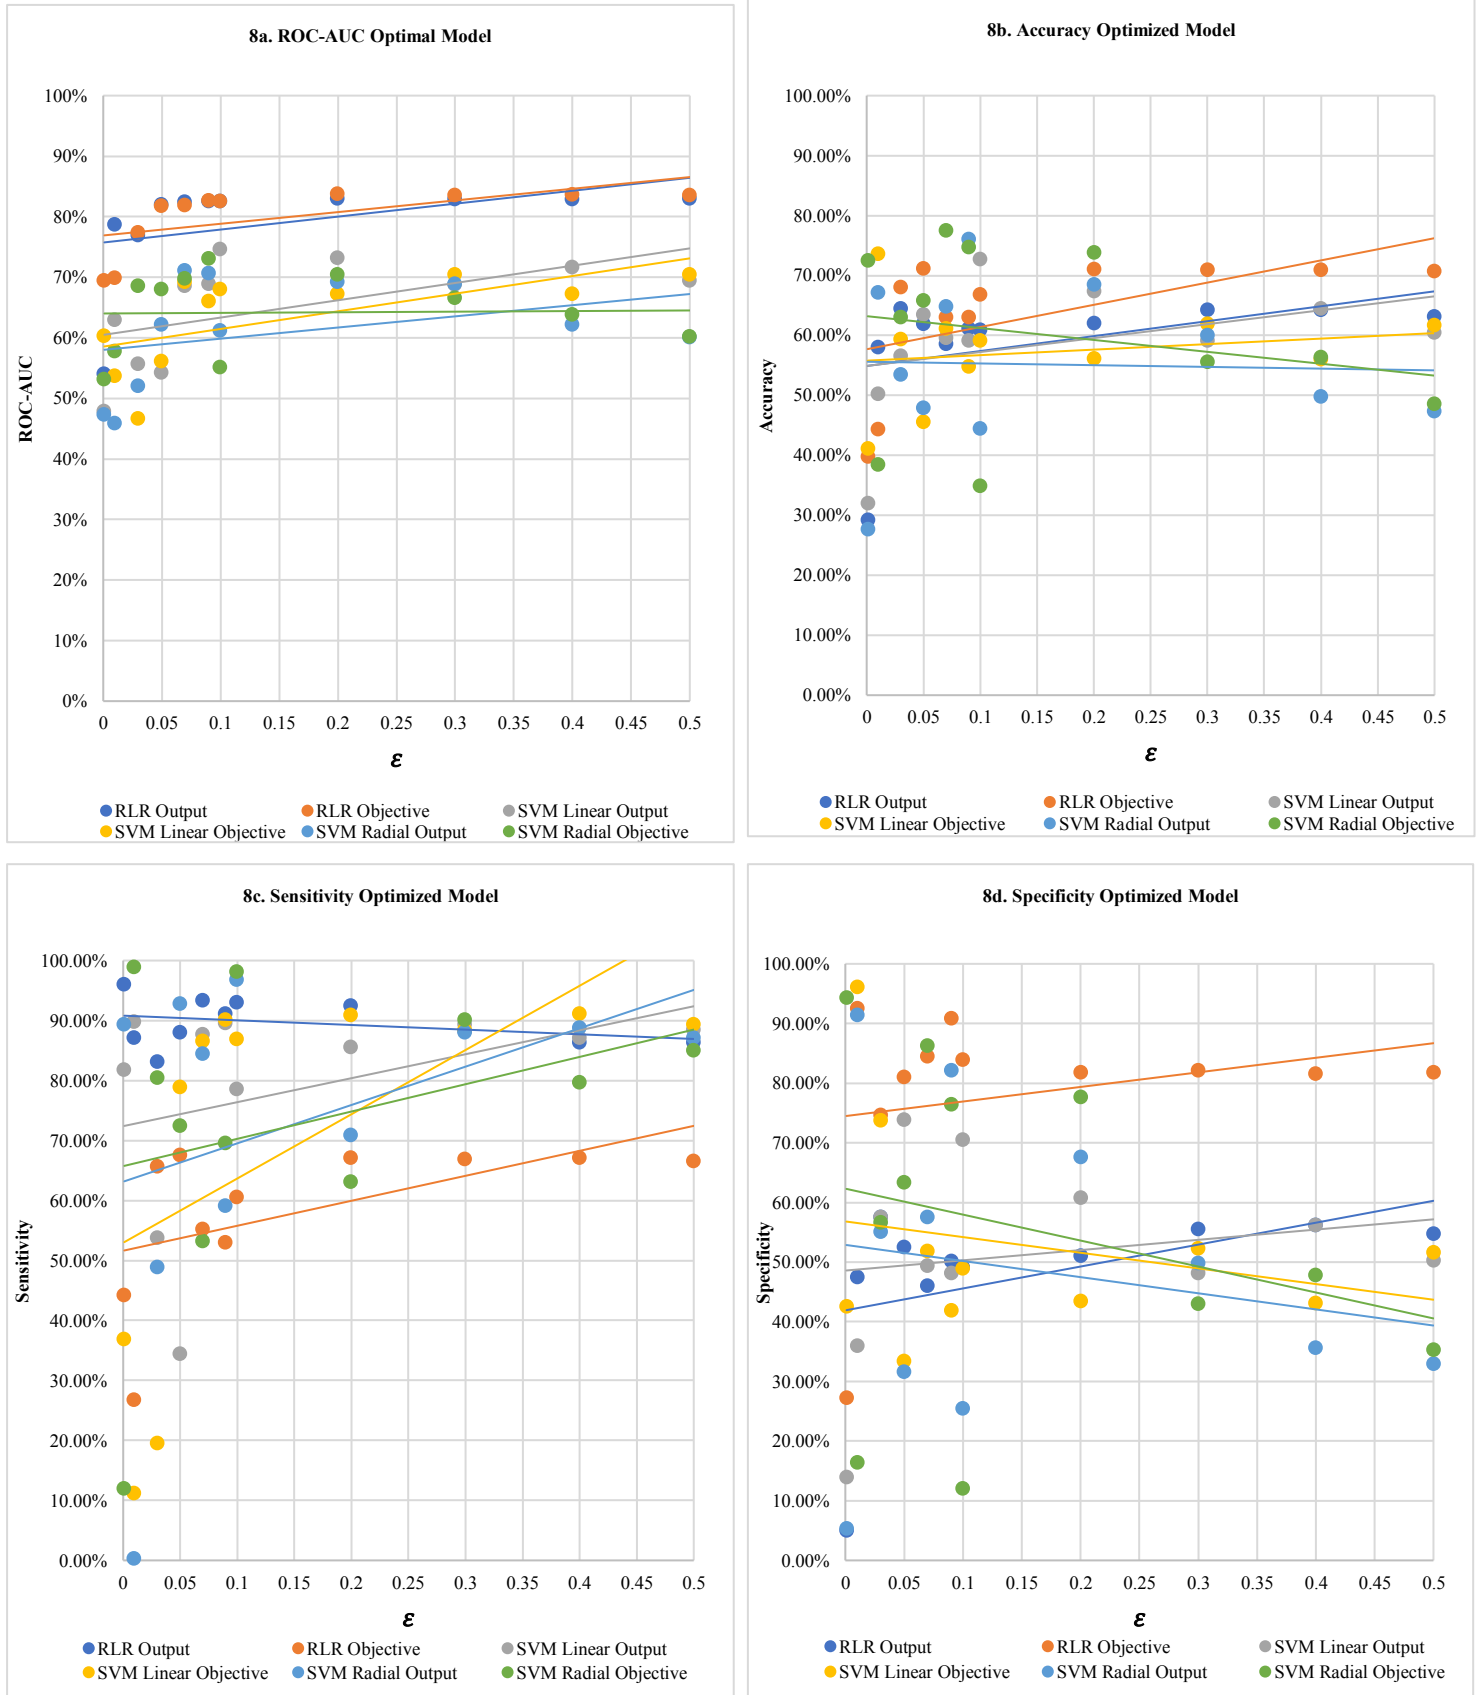 8a. ROC-AUC Optimal Model
100%
90%
80%
70%
60%
50%
40%
30%
20%
10%
0%
ROC-AUC
0 0.05 0.1 0.15 0.2 0.25 0.3 0.35 0.4 0.45 0.5
ε
RLR Output RLR Objective SVM Linear Output
SVM Linear Objective SVM Radial Output SVM Radial Objective
8b. Accuracy Optimized Model
100.00%
90.00%
80.00%
70.00%
60.00%
50.00%
40.00%
30.00%
20.00%
10.00%
0.00%
Accuracy
0 0.05 0.1 0.15 0.2 0.25 0.3 0.35 0.4 0.45 0.5
ε
RLR Output RLR Objective SVM Linear Output
SVM Linear Objective SVM Radial Output SVM Radial Objective
8c. Sensitivity Optimized Model
100.00%
90.00%
80.00%
70.00%
60.00%
50.00%
40.00%
30.00%
20.00%
10.00%
0.00%
Sensitivity
0 0.05 0.1 0.15 0.2 0.25 0.3 0.35 0.4 0.45 0.5
ε
RLR Output RLR Objective SVM Linear Output
SVM Linear Objective SVM Radial Output SVM Radial Objective
8d. Specificity Optimized Model
100.00%
90.00%
80.00%
70.00%
60.00%
50.00%
40.00%
30.00%
20.00%
10.00%
0.00%
Specificity
0 0.05 0.1 0.15 0.2 0.25 0.3 0.35 0.4 0.45 0.5
ε
RLR Output RLR Objective SVM Linear Output
SVM Linear Objective SVM Radial Output SVM Radial Objective